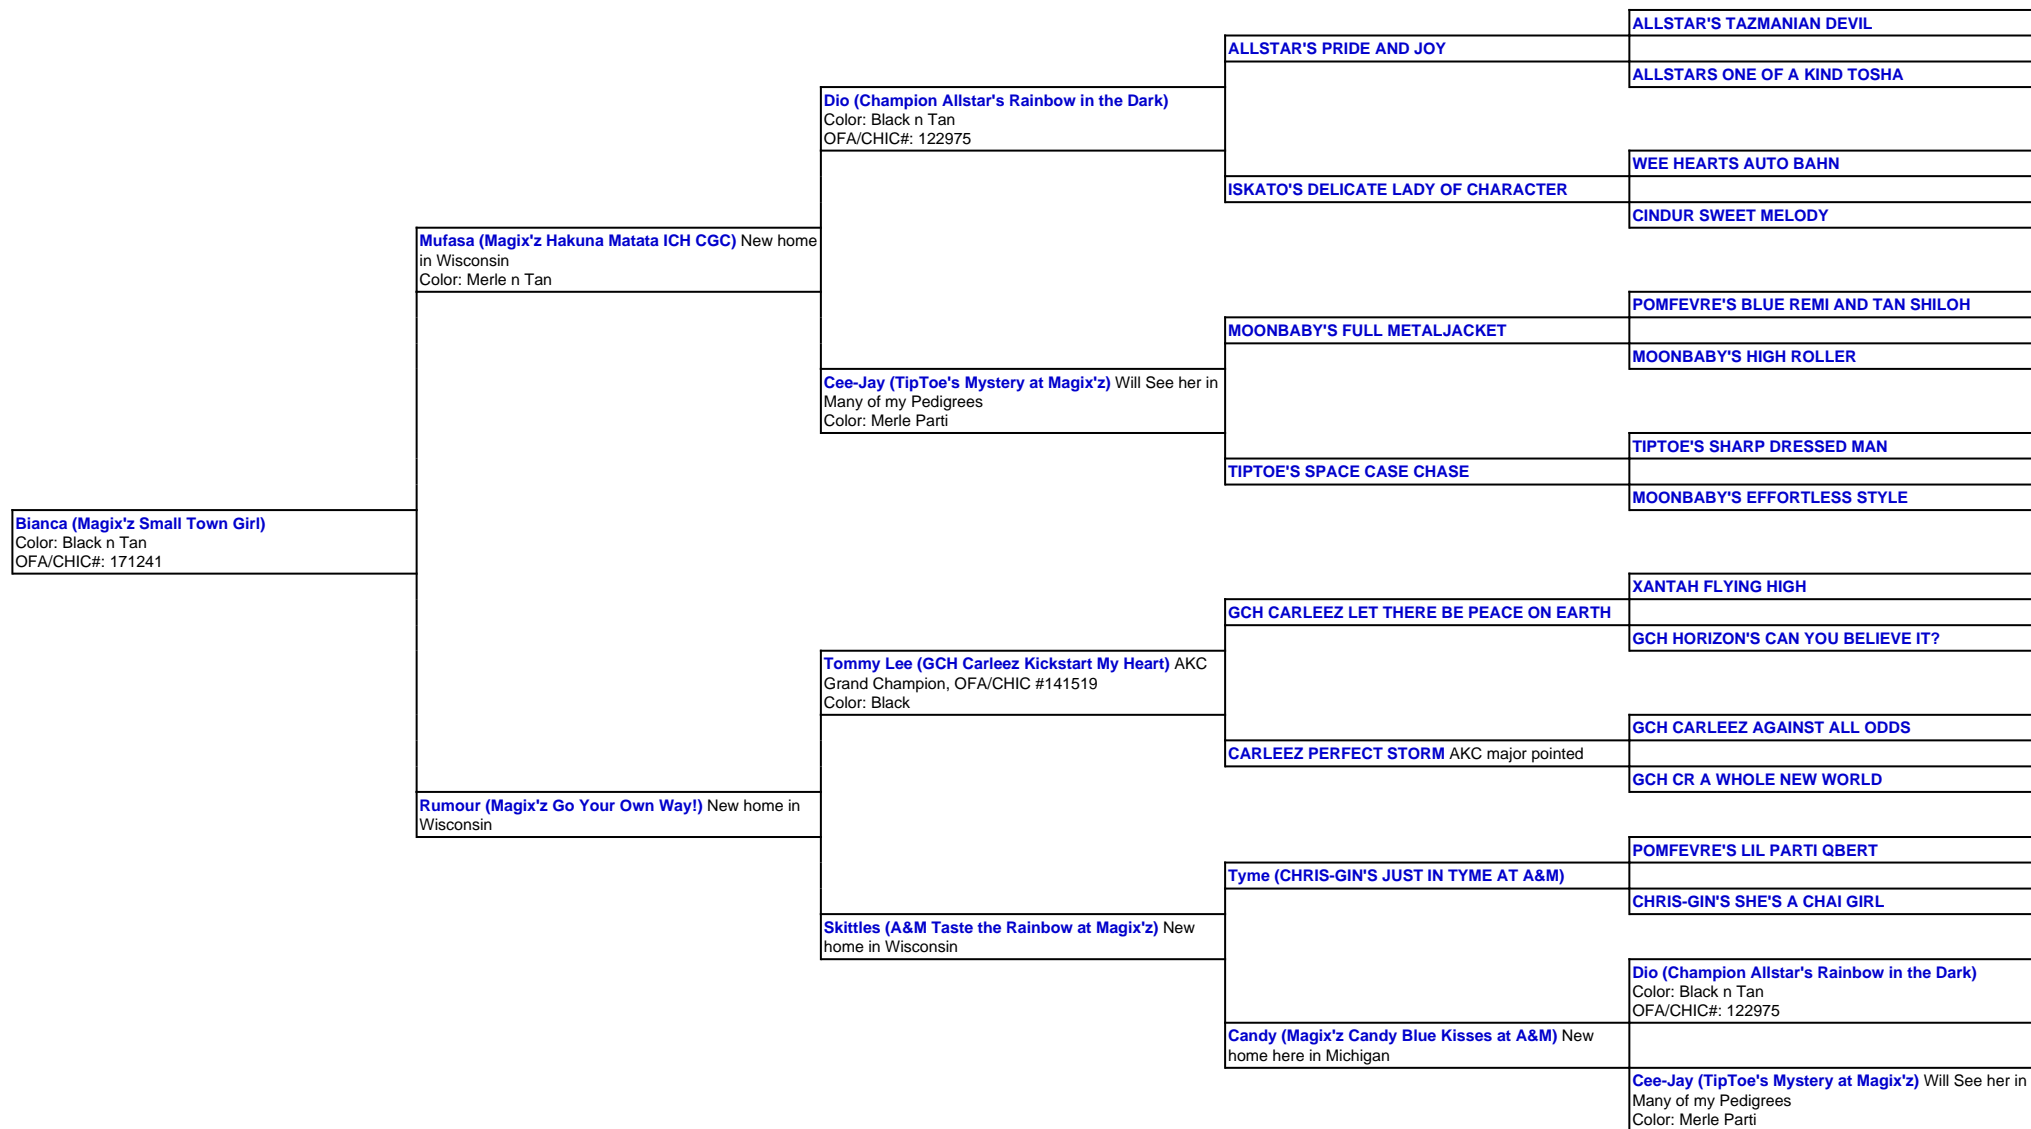 ALLSTAR'S TAZMANIAN DEVIL
ALLSTAR'S PRIDE AND JOY
ALLSTARS ONE OF A KIND TOSHA
Dio (Champion Allstar's Rainbow in the Dark)
Color: Black n Tan
OFA/CHIC#: 122975
WEE HEARTS AUTO BAHN
ISKATO'S DELICATE LADY OF CHARACTER
CINDUR SWEET MELODY
Mufasa (Magix'z Hakuna Matata ICH CGC) New home
in Wisconsin
Color: Merle n Tan
POMFEVRE'S BLUE REMI AND TAN SHILOH
MOONBABY'S FULL METALJACKET
MOONBABY'S HIGH ROLLER
Cee-Jay (TipToe's Mystery at Magix'z) Will See her in
Many of my Pedigrees
Color: Merle Parti
TIPTOE'S SHARP DRESSED MAN
TIPTOE'S SPACE CASE CHASE
MOONBABY'S EFFORTLESS STYLE
Bianca (Magix'z Small Town Girl)
Color: Black n Tan
OFA/CHIC#: 171241
XANTAH FLYING HIGH
GCH CARLEEZ LET THERE BE PEACE ON EARTH
GCH HORIZON'S CAN YOU BELIEVE IT?
Tommy Lee (GCH Carleez Kickstart My Heart) AKC
Grand Champion, OFA/CHIC #141519
Color: Black
GCH CARLEEZ AGAINST ALL ODDS
CARLEEZ PERFECT STORM AKC major pointed
GCH CR A WHOLE NEW WORLD
Rumour (Magix'z Go Your Own Way!) New home in
Wisconsin
POMFEVRE'S LIL PARTI QBERT
Tyme (CHRIS-GIN'S JUST IN TYME AT A&M)
CHRIS-GIN'S SHE'S A CHAI GIRL
Skittles (A&M Taste the Rainbow at Magix'z) New
home in Wisconsin
Dio (Champion Allstar's Rainbow in the Dark)
Color: Black n Tan
OFA/CHIC#: 122975
Candy (Magix'z Candy Blue Kisses at A&M) New
home here in Michigan
Cee-Jay (TipToe's Mystery at Magix'z) Will See her in
Many of my Pedigrees
Color: Merle Parti